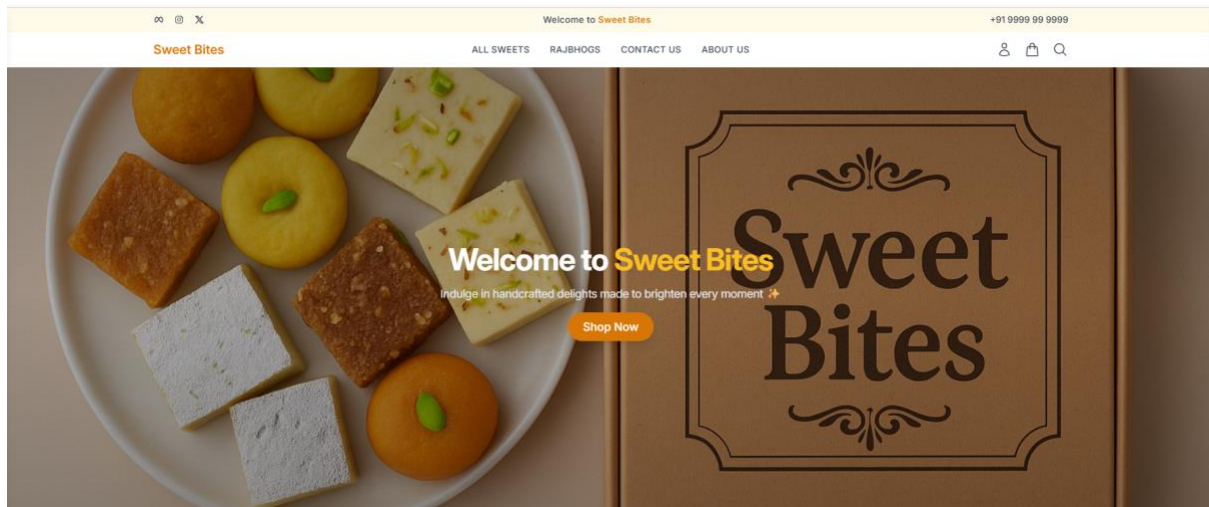 Welcome to Sweet Bites
+91 9999 99 9999
Sweet Bites
ALL SWEETS
RAJBHOGS
CONTACT US
ABOUT US
Welcome to Sweet Bites
Indulge in handcrafted delights made to brighten every moment ✨
Shop Now
Sweet
Bites